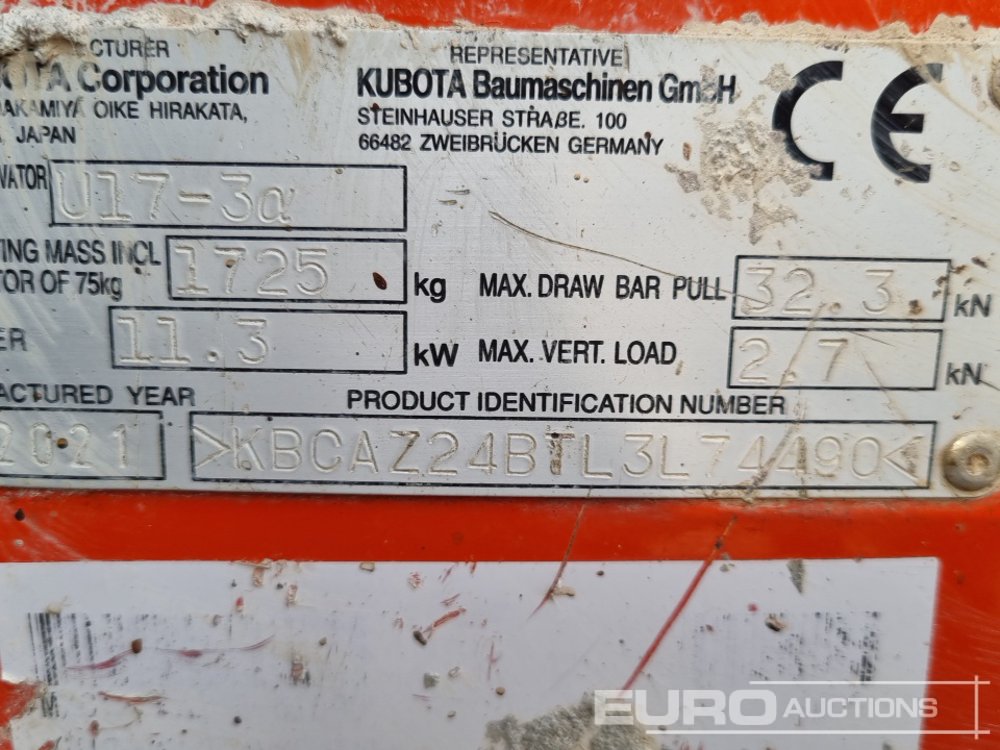 CTURER
OTA Corporation
AKAMIYA OIKE HIRAKATA,
JAPAN
REPRESENTATIVE
KUBOTA Baumaschinen GmbH
STEINHAUSER STRAẞE. 100
66482 ZWEIBRÜCKEN GERMANY
CE
VATOR U17-3α
TING MASS INCL
TOR OF 75kg 1725 kg
MAX. DRAW BAR PULL 32.3 kN
ER 11.3 kW
MAX. VERT. LOAD 2.7 kN
ACTURED YEAR
2021
PRODUCT IDENTIFICATION NUMBER
>KBCAZ24BTL3L74490<
EURO AUCTIONS